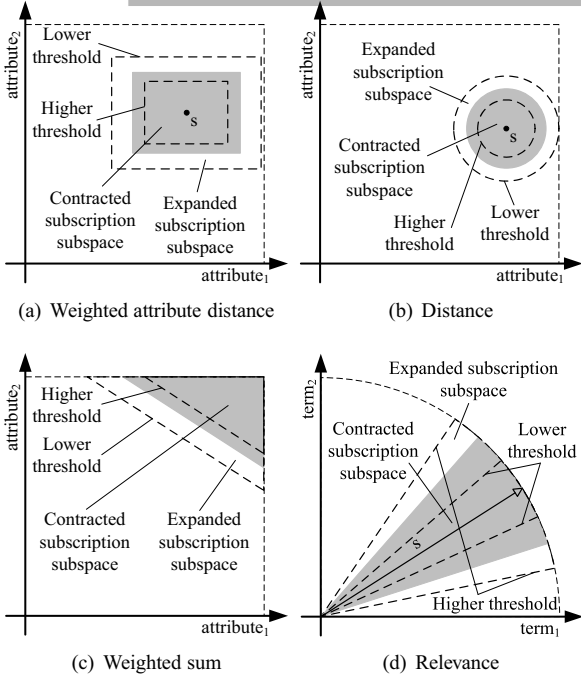 attribute2
Lower
threshold
Higher
threshold
s
Contracted
subscription
subspace
Expanded
subscription
subspace
attribute1
(a) Weighted attribute distance
attribute2
Expanded
subscription
subspace
Contracted
subscription
subspace
s
Higher
threshold
Lower
threshold
attribute1
(b) Distance
attribute2
Higher
threshold
Lower
threshold
Contracted
subscription
subspace
Expanded
subscription
subspace
attribute1
(c) Weighted sum
term2
Expanded subscription
subspace
Contracted
subscription
subspace
Lower
threshold
s
Higher threshold
term1
(d) Relevance